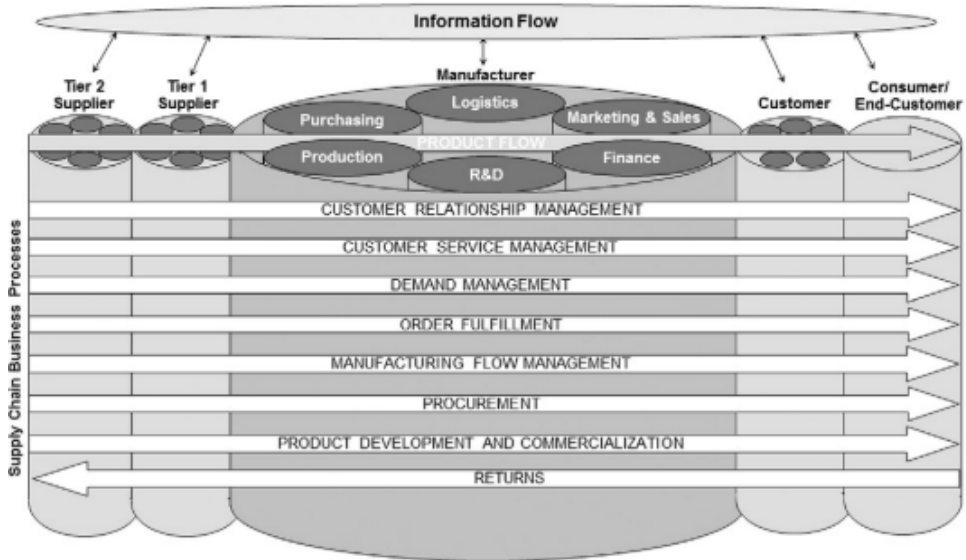 Information Flow
Tier 2
Supplier
Tier 1
Supplier
Manufacturer
Customer
Consumer/
End-Customer
Logistics
Purchasing
Marketing & Sales
PRODUCT FLOW
Production
Finance
R&D
Supply Chain Business Processes
CUSTOMER RELATIONSHIP MANAGEMENT
CUSTOMER SERVICE MANAGEMENT
DEMAND MANAGEMENT
ORDER FULFILLMENT
MANUFACTURING FLOW MANAGEMENT
PROCUREMENT
PRODUCT DEVELOPMENT AND COMMERCIALIZATION
RETURNS